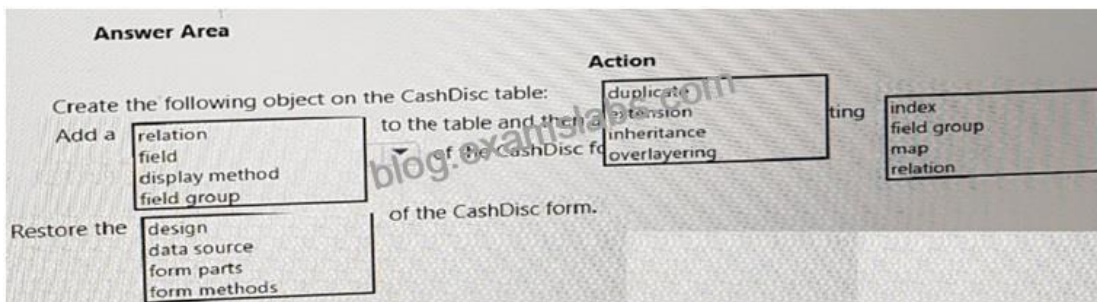 Answer Area
Action
Create the following object on the CashDisc table:
duplicate
extension
inheritance
overlayering
Add a
relation
field
display method
field group
to the table and then a
of the CashDisc fo
ting
index
field group
map
relation
Restore the
design
data source
form parts
form methods
of the CashDisc form.
blog.examslabs.com